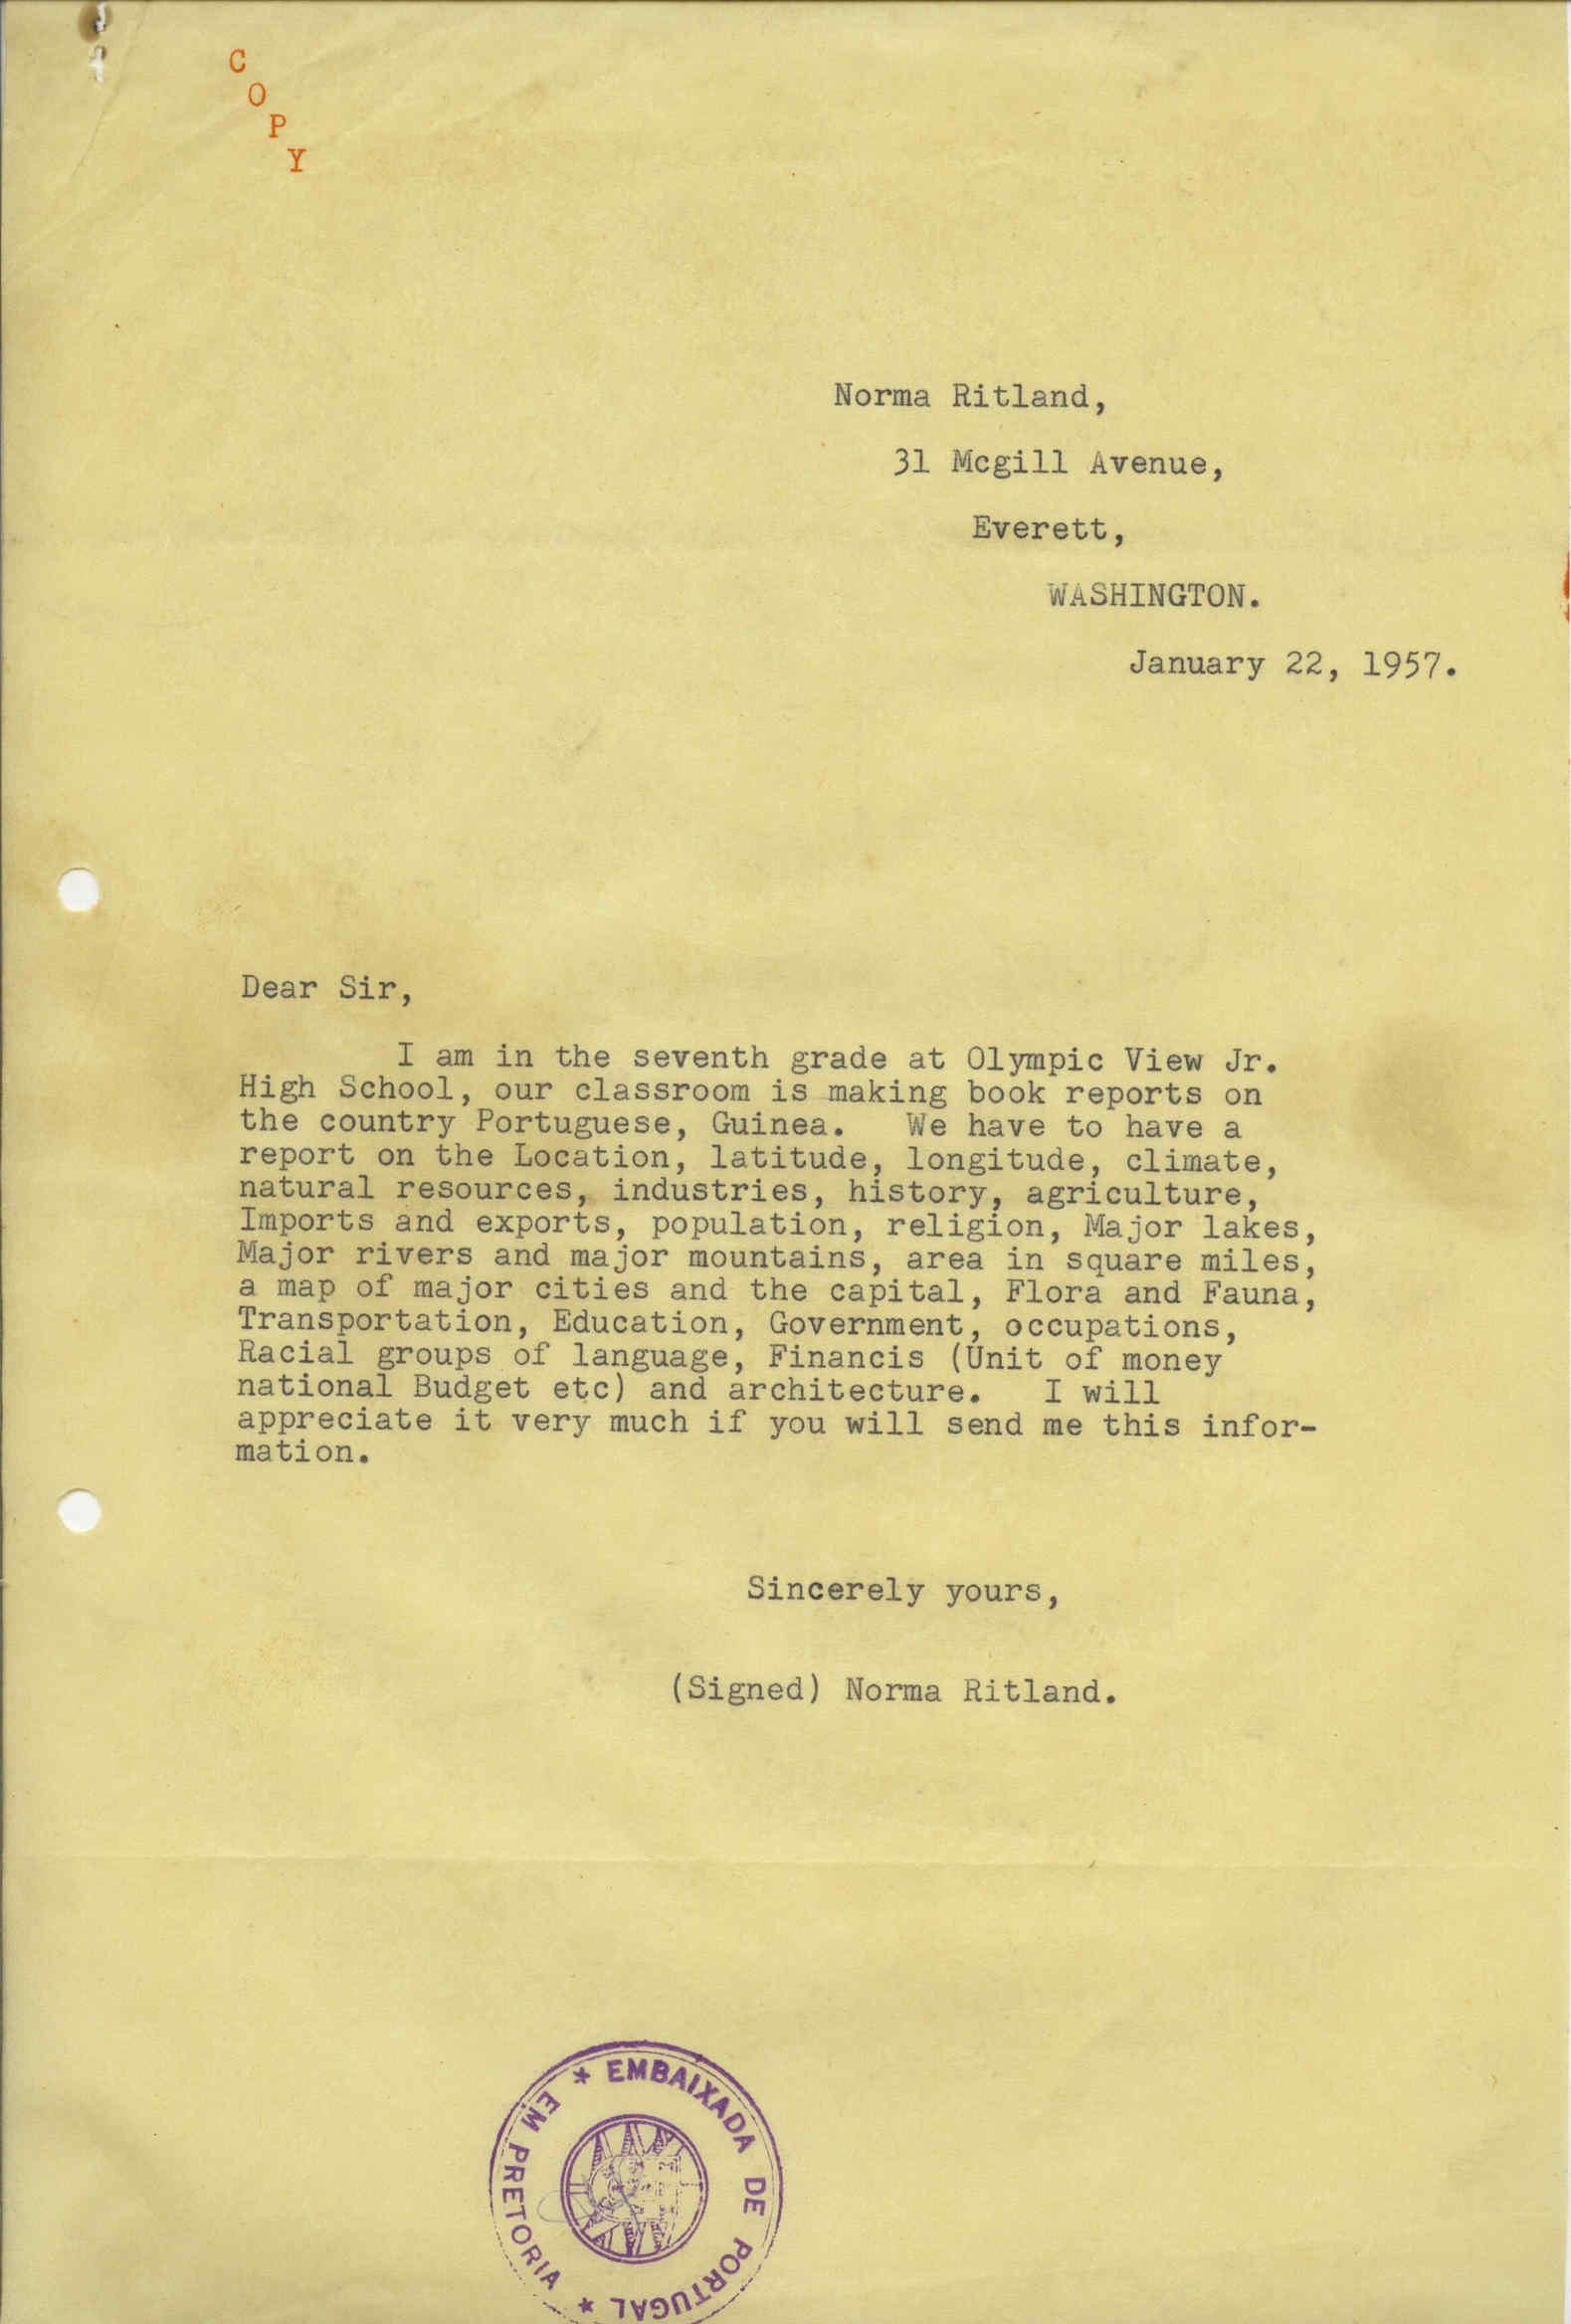 C
O
P
Y
Norma Ritland,
31 Mcgill Avenue,
Everett,
WASHINGTON.
January 22, 1957.
Dear Sir,
I am in the seventh grade at Olympic View Jr.
High School, our classroom is making book reports on
the country Portuguese, Guinea.   We have to have a
report on the Location, latitude, longitude, climate,
natural resources, industries, history, agriculture,
Imports and exports, population, religion, Major lakes,
Major rivers and major mountains, area in square miles,
a map of major cities and the capital, Flora and Fauna,
Transportation, Education, Government, occupations,
Racial groups of language, Financis (Unit of money
national Budget etc) and architecture.   I will
appreciate it very much if you will send me this infor-
mation.
Sincerely yours,
(Signed) Norma Ritland.
* EMBAIXADA DE PORTUGAL *
EM PRETORIA